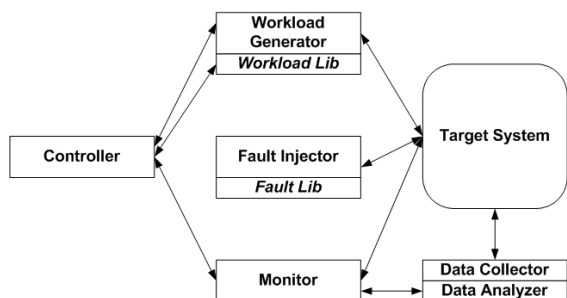 Workload
Generator
Workload Lib
Controller
Fault Injector
Fault Lib
Target System
Monitor
Data Collector
Data Analyzer